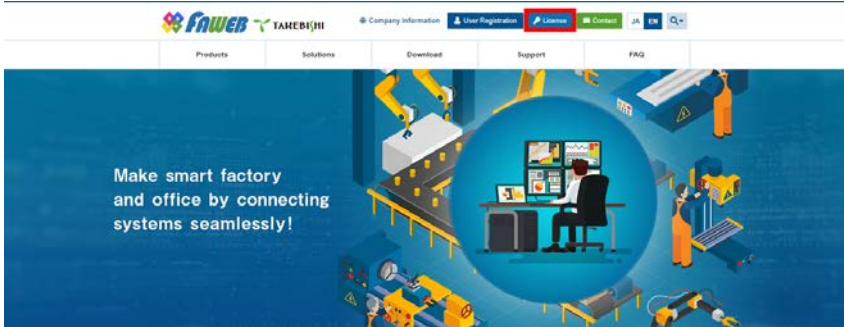 FAWEB TAKEBISHI Company Information User Registration License Contact JA EN
Products Solutions Download Support FAQ
Make smart factory
and office by connecting
systems seamlessly!